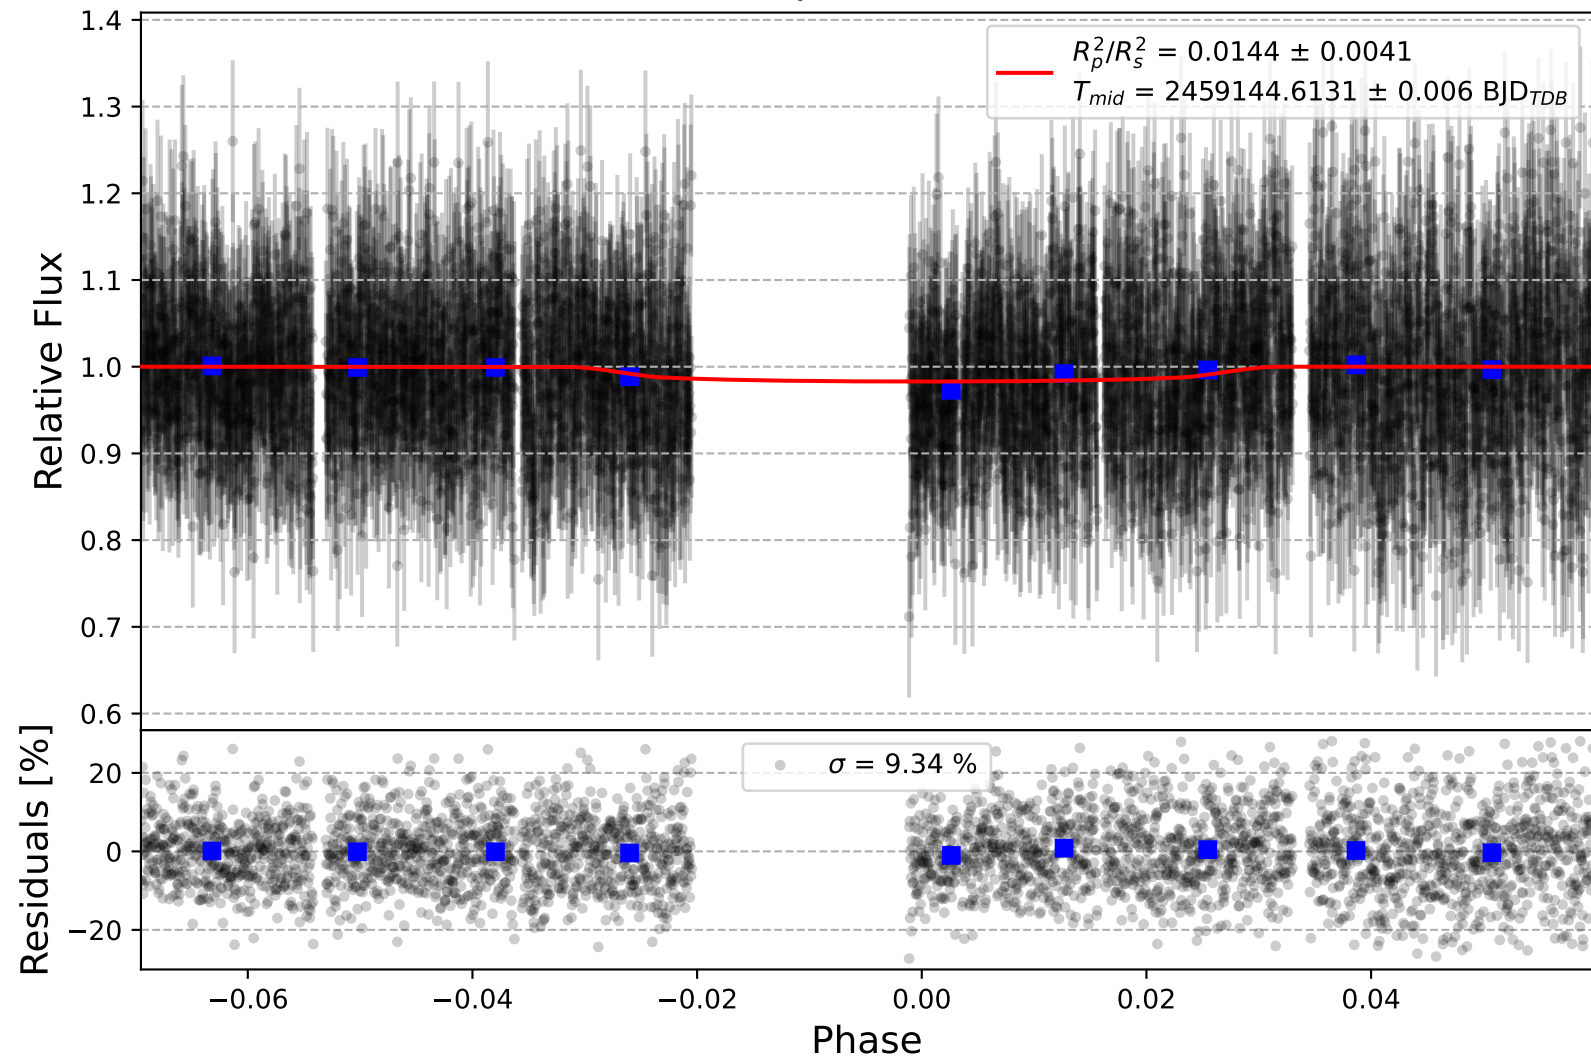 1.4
R_p^2/R_s^2 = 0.0144 ± 0.0041
T_mid = 2459144.6131 ± 0.006 BJD_TDB
1.3
1.2
1.1
1.0
0.9
0.8
0.7
0.6
Relative Flux
σ = 9.34 %
20
0
−20
Residuals [%]
−0.06 −0.04 −0.02 0.00 0.02 0.04
Phase